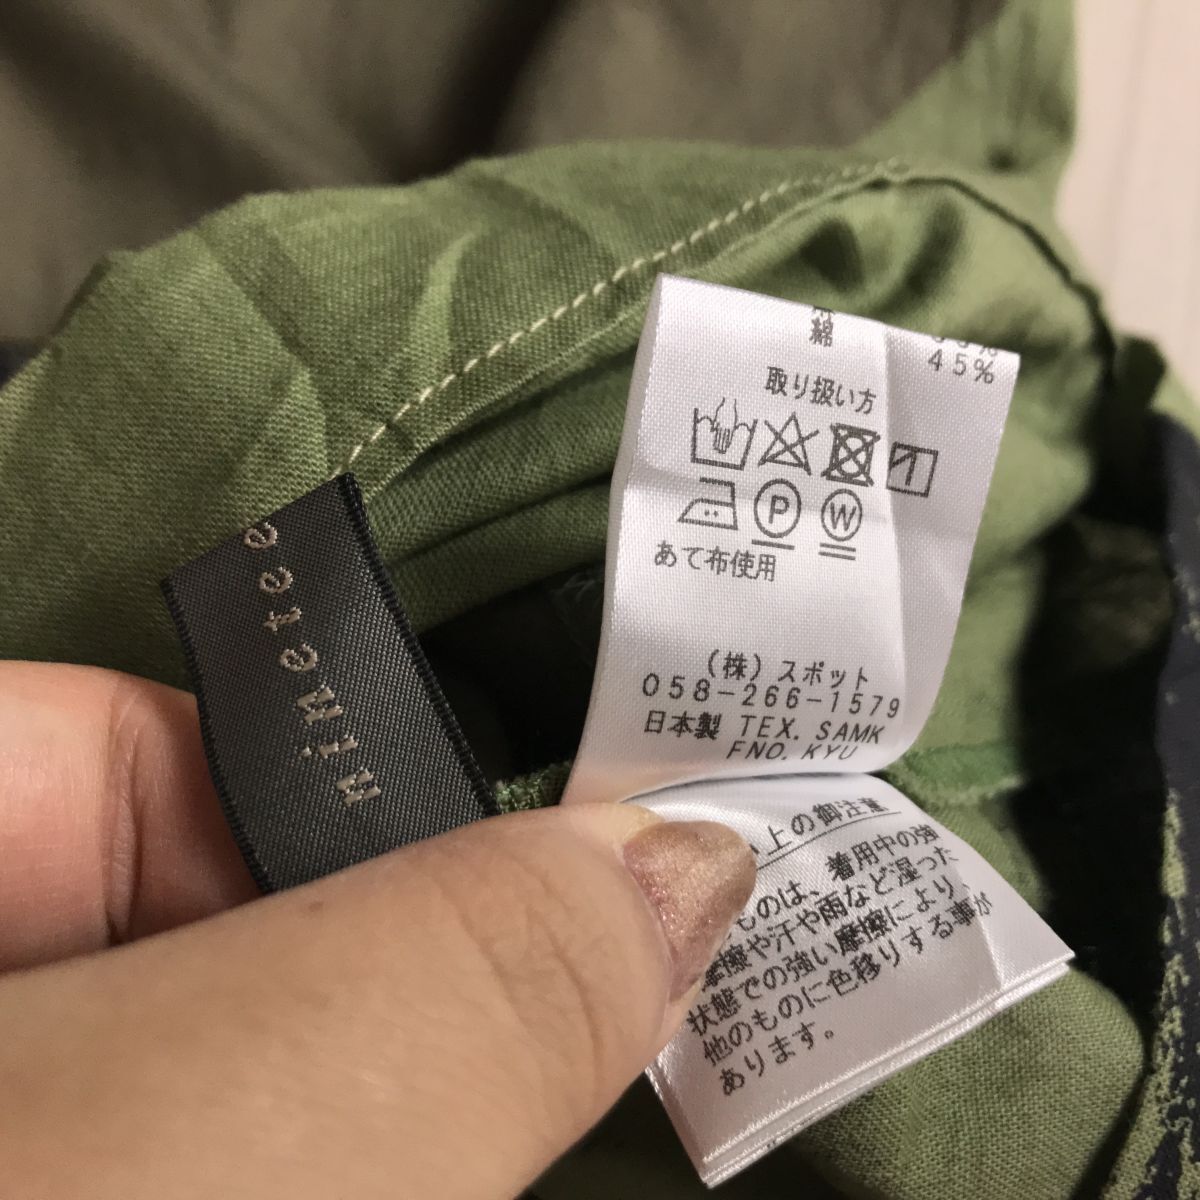 ninetete
綿 45%
取り扱い方
P W
あて布使用
(株)スポット
058-266-1579
日本製 TEX. SAMK
FNO. KYU
上の御注意
ものは、着用中の強
摩擦や汗や雨など湿った
状態での強い摩擦により
他のものに色移りする事が
あります。